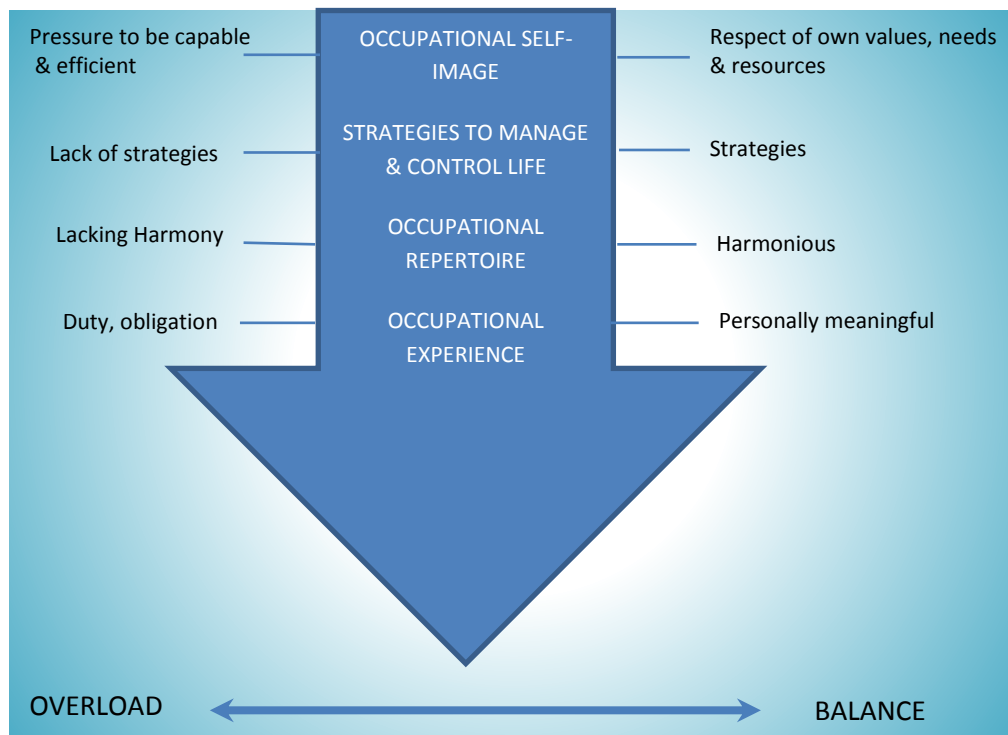 Pressure to be capable
& efficient
OCCUPATIONAL SELF-
IMAGE
Respect of own values, needs
& resources
Lack of strategies
STRATEGIES TO MANAGE
& CONTROL LIFE
Strategies
Lacking Harmony
OCCUPATIONAL
REPERTOIRE
Harmonious
Duty, obligation
OCCUPATIONAL
EXPERIENCE
Personally meaningful
OVERLOAD
BALANCE